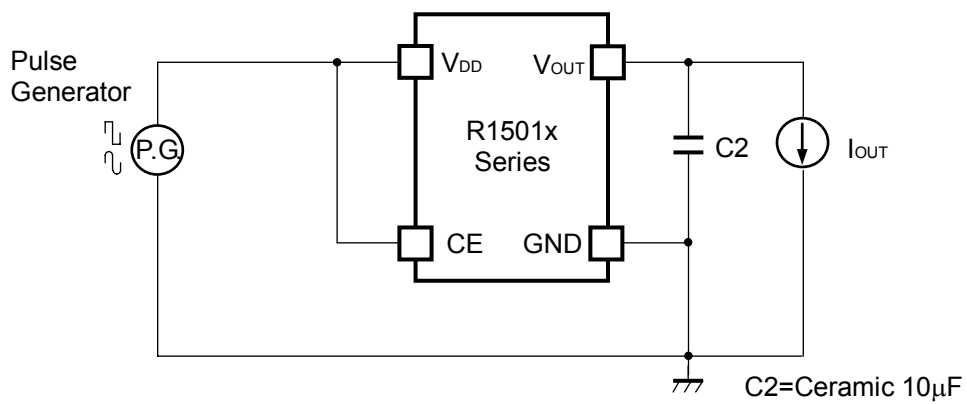 Pulse
Generator
P.G.
VDD
VOUT
R1501x
Series
CE
GND
C2
IOUT
C2=Ceramic 10μF